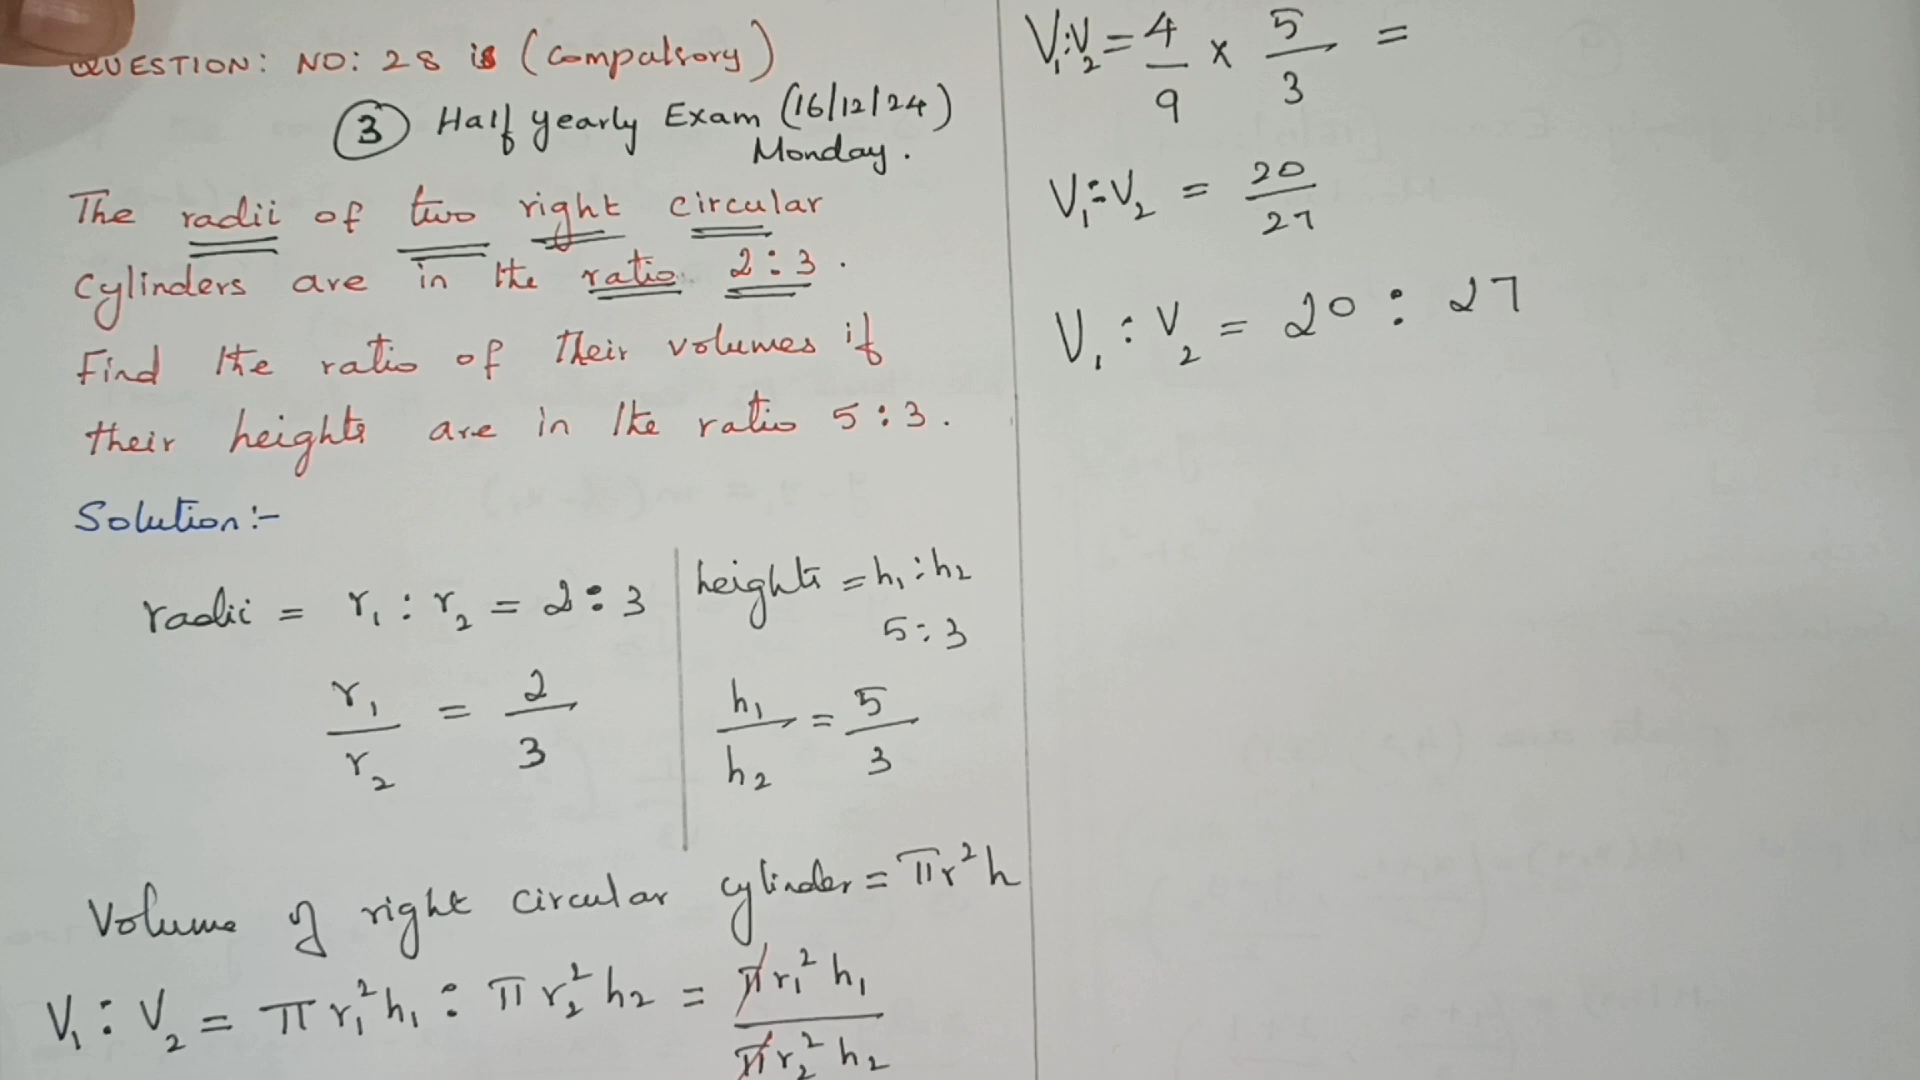 QUESTION: NO: 28 is (Compulsory)
③ Half yearly Exam (16/12/24)
Monday.
The radii of two right circular
cylinders are in the ratio 2:3.
Find the ratio of their volumes if
their heights are in the ratio 5:3.
Solution:-
radii = r₁ : r₂ = 2:3
r₁/r₂ = 2/3
heights = h₁:h₂
5:3
h₁/h₂ = 5/3
Volume of right circular cylinder = πr²h
V₁ : V₂ = πr₁²h₁ : πr₂²h₂ = πr₁²h₁/πr₂²h₂
V₁:V₂ = 4/9 × 5/3 =
V₁:V₂ = 20/27
V₁ : V₂ = 20 : 27